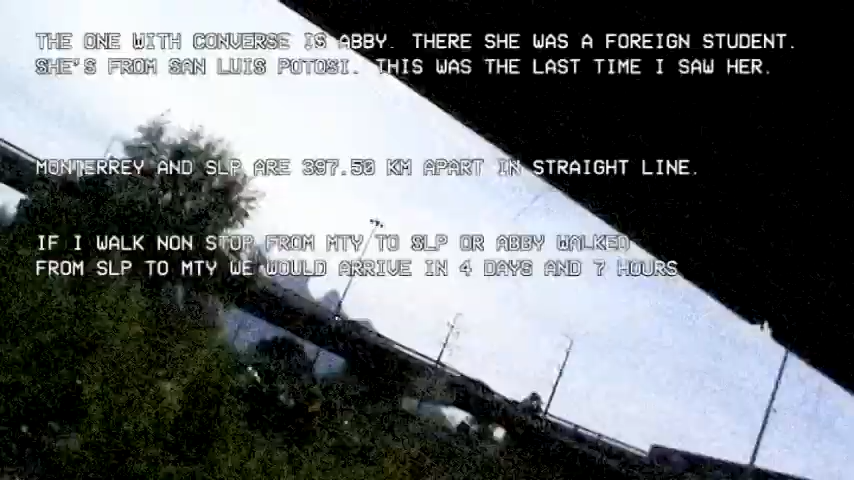 THE ONE WITH CONVERSE IS ABBY. THERE SHE WAS A FOREIGN STUDENT.
SHE'S FROM SAN LUIS POTOSI. THIS WAS THE LAST TIME I SAW HER.
MONTERREY AND SLP ARE 397.50 KM APART IN STRAIGHT LINE.
IF I WALK NON STOP FROM MTY TO SLP OR ABBY WALKED
FROM SLP TO MTY WE WOULD ARRIVE IN 4 DAYS AND 7 HOURS